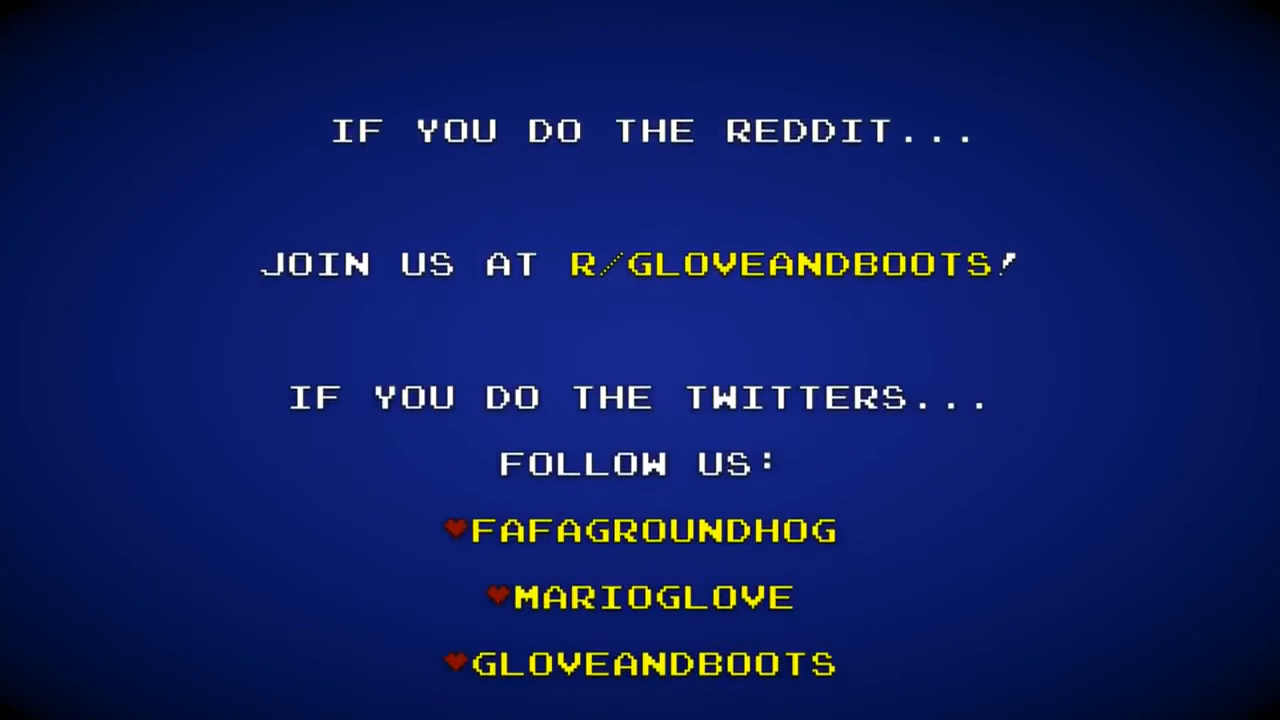 IF YOU DO THE REDDIT...
JOIN US AT R/GLOVEANDBOOTS!
IF YOU DO THE TWITTERS...
FOLLOW US:
♥FAFAGROUNDHOG
♥MARIOGLOVE
♥GLOVEANDBOOTS